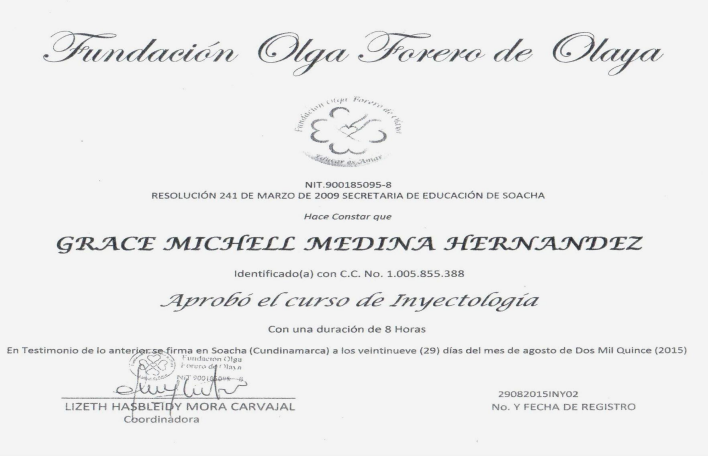 Fundación Olga Forero de Olaya
Fundación Olga Forero de Olaya
Educar es Amar
NIT.900185095-8
RESOLUCIÓN 241 DE MARZO DE 2009 SECRETARIA DE EDUCACIÓN DE SOACHA
Hace Constar que
GRACE MICHELL MEDINA HERNANDEZ
Identificado(a) con C.C. No. 1.005.855.388
Aprobó el curso de Inyectología
Con una duración de 8 Horas
En Testimonio de lo anterior se firma en Soacha (Cundinamarca) a los veintinueve (29) días del mes de agosto de Dos Mil Quince (2015)
Fundación Olga
Forero de Olaya
NIT 900185095-8
LIZETH HASBLEIDY MORA CARVAJAL
Coordinadora
29082015INY02
No. Y FECHA DE REGISTRO